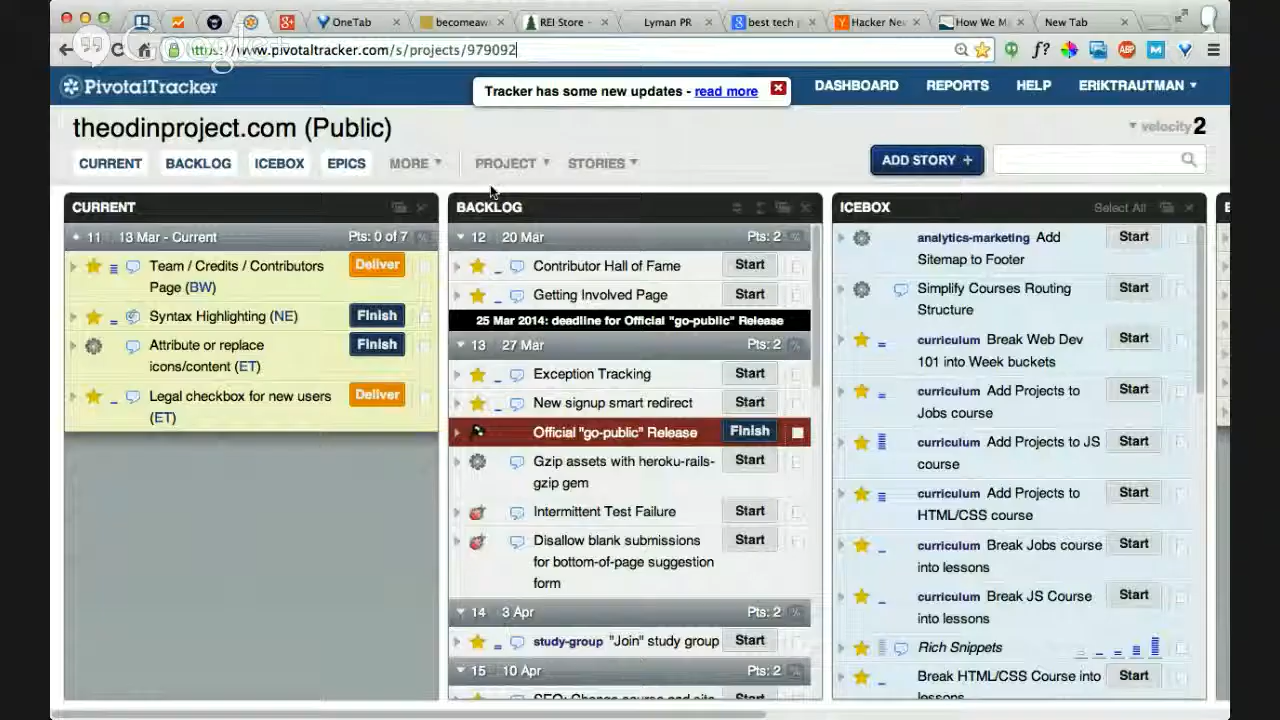 OneTab
becomeaw
REI Store -
Lyman PR
best tech
Hacker Ne
How We M
New Tab
https://www.pivotaltracker.com/s/projects/979092
Google
PivotalTracker
Tracker has some new updates - read more
DASHBOARD
REPORTS
HELP
ERIKTRAUTMAN
theodinproject.com (Public)
velocity 2
CURRENT
BACKLOG
ICEBOX
EPICS
MORE
PROJECT
STORIES
ADD STORY +
CURRENT
11 13 Mar - Current Pts: 0 of 7
Team / Credits / Contributors Deliver
Page (BW)
Syntax Highlighting (NE) Finish
Attribute or replace Finish
icons/content (ET)
Legal checkbox for new users Deliver
(ET)
BACKLOG
12 20 Mar Pts: 2
Contributor Hall of Fame Start
Getting Involved Page Start
25 Mar 2014: deadline for Official "go-public" Release
13 27 Mar Pts: 2
Exception Tracking Start
New signup smart redirect Start
Official "go-public" Release Finish
Gzip assets with heroku-rails- Start
gzip gem
Intermittent Test Failure Start
Disallow blank submissions Start
for bottom-of-page suggestion
form
14 3 Apr Pts: 2
study-group "Join" study group Start
15 10 Apr Pts: 2
SEO: Change course and site
ICEBOX Select All
analytics-marketing Add Start
Sitemap to Footer
Simplify Courses Routing Start
Structure
curriculum Break Web Dev Start
101 into Week buckets
curriculum Add Projects to Start
Jobs course
curriculum Add Projects to JS Start
course
curriculum Add Projects to Start
HTML/CSS course
curriculum Break Jobs course Start
into lessons
curriculum Break JS Course Start
into lessons
Rich Snippets
Break HTML/CSS Course into Start
lessons